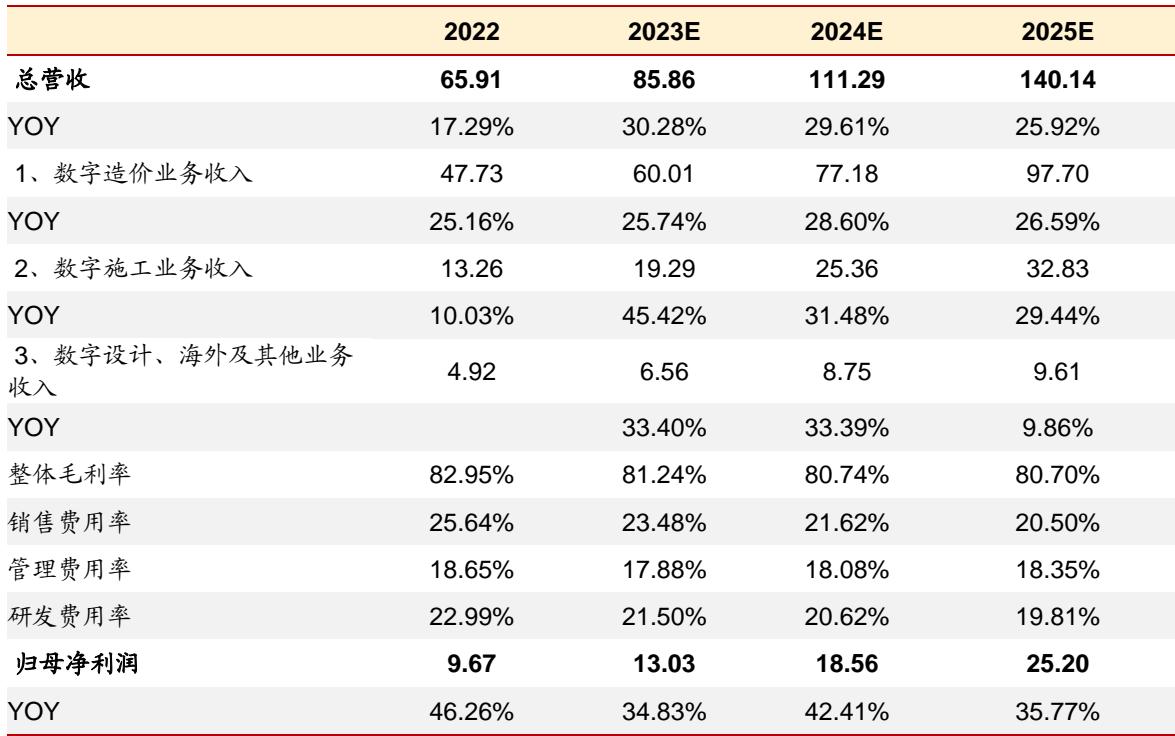 2022 2023E 2024E 2025E
总营收 65.91 85.86 111.29 140.14
YOY 17.29% 30.28% 29.61% 25.92%
1、数字造价业务收入 47.73 60.01 77.18 97.70
YOY 25.16% 25.74% 28.60% 26.59%
2、数字施工业务收入 13.26 19.29 25.36 32.83
YOY 10.03% 45.42% 31.48% 29.44%
3、数字设计、海外及其他业务
收入 4.92 6.56 8.75 9.61
YOY 33.40% 33.39% 9.86%
整体毛利率 82.95% 81.24% 80.74% 80.70%
销售费用率 25.64% 23.48% 21.62% 20.50%
管理费用率 18.65% 17.88% 18.08% 18.35%
研发费用率 22.99% 21.50% 20.62% 19.81%
归母净利润 9.67 13.03 18.56 25.20
YOY 46.26% 34.83% 42.41% 35.77%